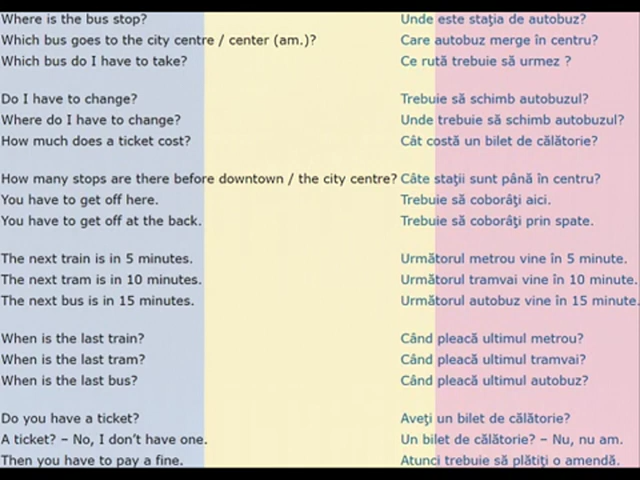 Where is the bus stop? Unde este staţia de autobuz?
Which bus goes to the city centre / center (am.)? Care autobuz merge în centru?
Which bus do I have to take? Ce rută trebuie să urmez ?
Do I have to change? Trebuie să schimb autobuzul?
Where do I have to change? Unde trebuie să schimb autobuzul?
How much does a ticket cost? Cât costă un bilet de călătorie?
How many stops are there before downtown / the city centre? Câte staţii sunt până în centru?
You have to get off here. Trebuie să coborâţi aici.
You have to get off at the back. Trebuie să coborâţi prin spate.
The next train is in 5 minutes. Următorul metrou vine în 5 minute.
The next tram is in 10 minutes. Următorul tramvai vine în 10 minute.
The next bus is in 15 minutes. Următorul autobuz vine în 15 minute.
When is the last train? Când pleacă ultimul metrou?
When is the last tram? Când pleacă ultimul tramvai?
When is the last bus? Când pleacă ultimul autobuz?
Do you have a ticket? Aveţi un bilet de călătorie?
A ticket? – No, I don’t have one. Un bilet de călătorie? – Nu, nu am.
Then you have to pay a fine. Atunci trebuie să plătiţi o amendă.